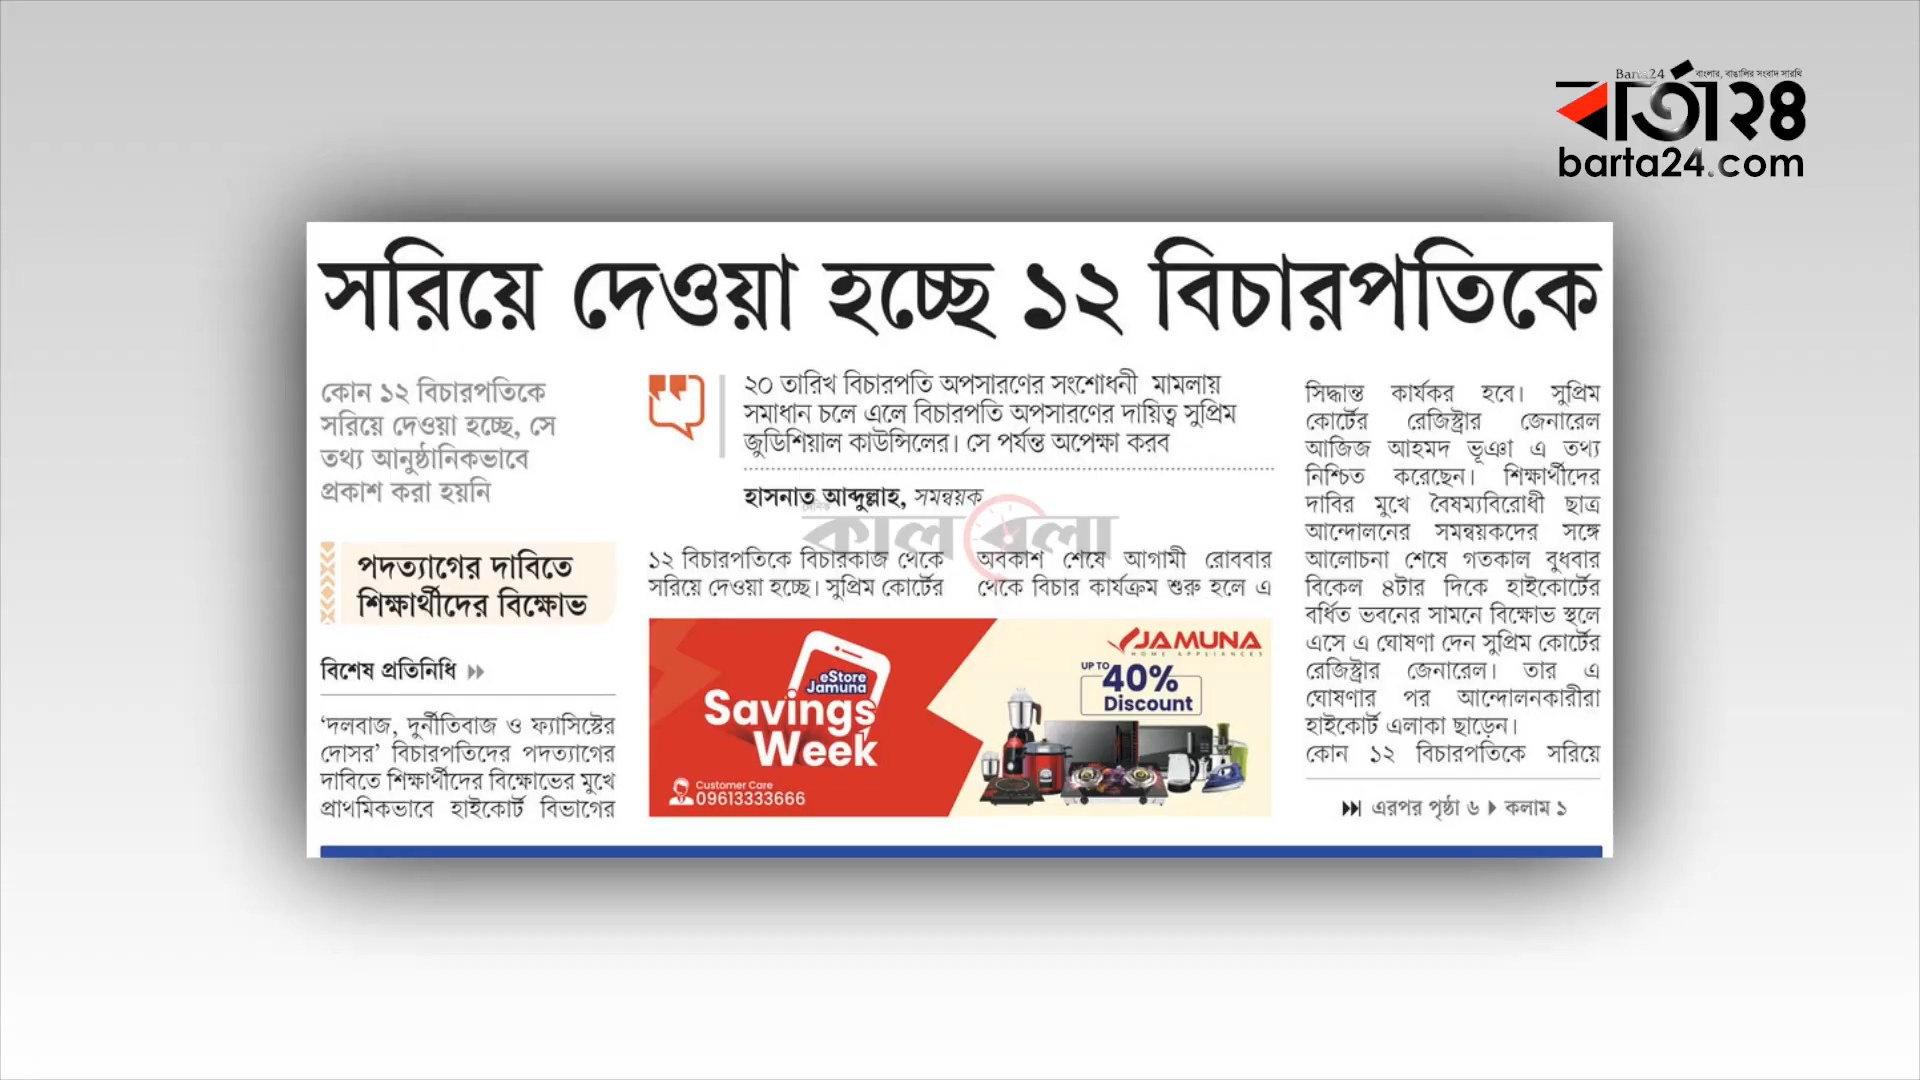 Barta24
বাংলার, বাঙালির সংবাদ সারথি
বার্তা২৪
barta24.com
সরিয়ে দেওয়া হচ্ছে ১২ বিচারপতিকে
কোন ১২ বিচারপতিকে
সরিয়ে দেওয়া হচ্ছে, সে
তথ্য আনুষ্ঠানিকভাবে
প্রকাশ করা হয়নি
পদত্যাগের দাবিতে
শিক্ষার্থীদের বিক্ষোভ
বিশেষ প্রতিনিধি
‘দলবাজ, দুর্নীতিবাজ ও ফ্যাসিস্টের
দোসর’ বিচারপতিদের পদত্যাগের
দাবিতে শিক্ষার্থীদের বিক্ষোভের মুখে
প্রাথমিকভাবে হাইকোর্ট বিভাগের
২০ তারিখ বিচারপতি অপসারণের সংশোধনী মামলায়
সমাধান চলে এলে বিচারপতি অপসারণের দায়িত্ব সুপ্রিম
জুডিশিয়াল কাউন্সিলের। সে পর্যন্ত অপেক্ষা করব
হাসনাত আব্দুল্লাহ, সমন্বয়ক
দৈনিক
কালবেলা
১২ বিচারপতিকে বিচারকাজ থেকে
সরিয়ে দেওয়া হচ্ছে। সুপ্রিম কোর্টের
অবকাশ শেষে আগামী রোববার
থেকে বিচার কার্যক্রম শুরু হলে এ
eStore
Jamuna
Savings
Week
Customer Care
09613333666
JAMUNA
HOME APPLIANCES
UP TO
40%
Discount
সিদ্ধান্ত কার্যকর হবে। সুপ্রিম
কোর্টের রেজিস্ট্রার জেনারেল
আজিজ আহমদ ভূঞা এ তথ্য
নিশ্চিত করেছেন। শিক্ষার্থীদের
দাবির মুখে বৈষম্যবিরোধী ছাত্র
আন্দোলনের সমন্বয়কদের সঙ্গে
আলোচনা শেষে গতকাল বুধবার
বিকেল ৪টার দিকে হাইকোর্টের
বর্ধিত ভবনের সামনে বিক্ষোভ স্থলে
এসে এ ঘোষণা দেন সুপ্রিম কোর্টের
রেজিস্ট্রার জেনারেল। তার এ
ঘোষণার পর আন্দোলনকারীরা
হাইকোর্ট এলাকা ছাড়েন।
কোন ১২ বিচারপতিকে সরিয়ে
এরপর পৃষ্ঠা ৬ কলাম ১